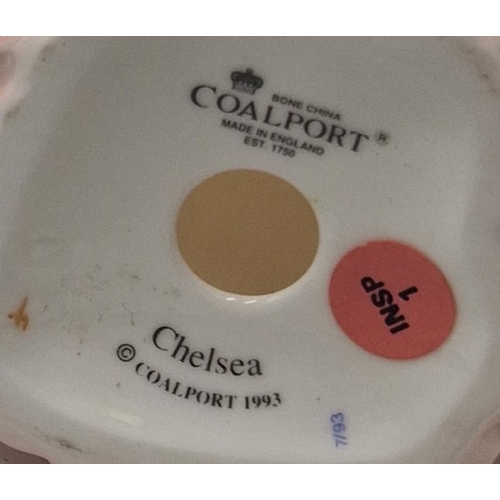 BONE CHINA
COALPORT ®
MADE IN ENGLAND
EST. 1750
INSP
1
Chelsea
© COALPORT 1993
7/93